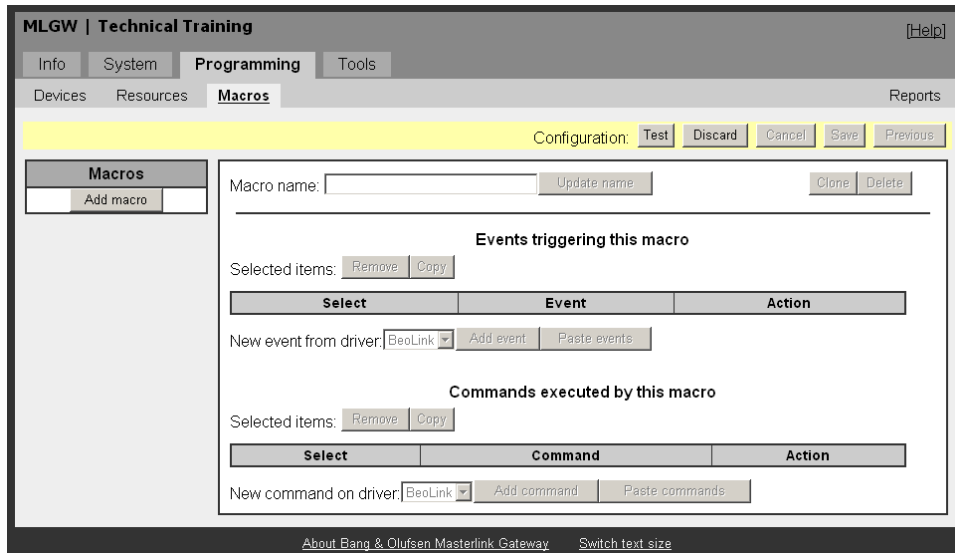 MLGW | Technical Training
[Help]
Info System Programming Tools
Devices Resources Macros Reports
Configuration: Test Discard Cancel Save Previous
Macros
Add macro
Macro name: Update name Clone Delete
Events triggering this macro
Selected items: Remove Copy
Select Event Action
New event from driver: BeoLink Add event Paste events
Commands executed by this macro
Selected items: Remove Copy
Select Command Action
New command on driver: BeoLink Add command Paste commands
About Bang & Olufsen Masterlink Gateway Switch text size